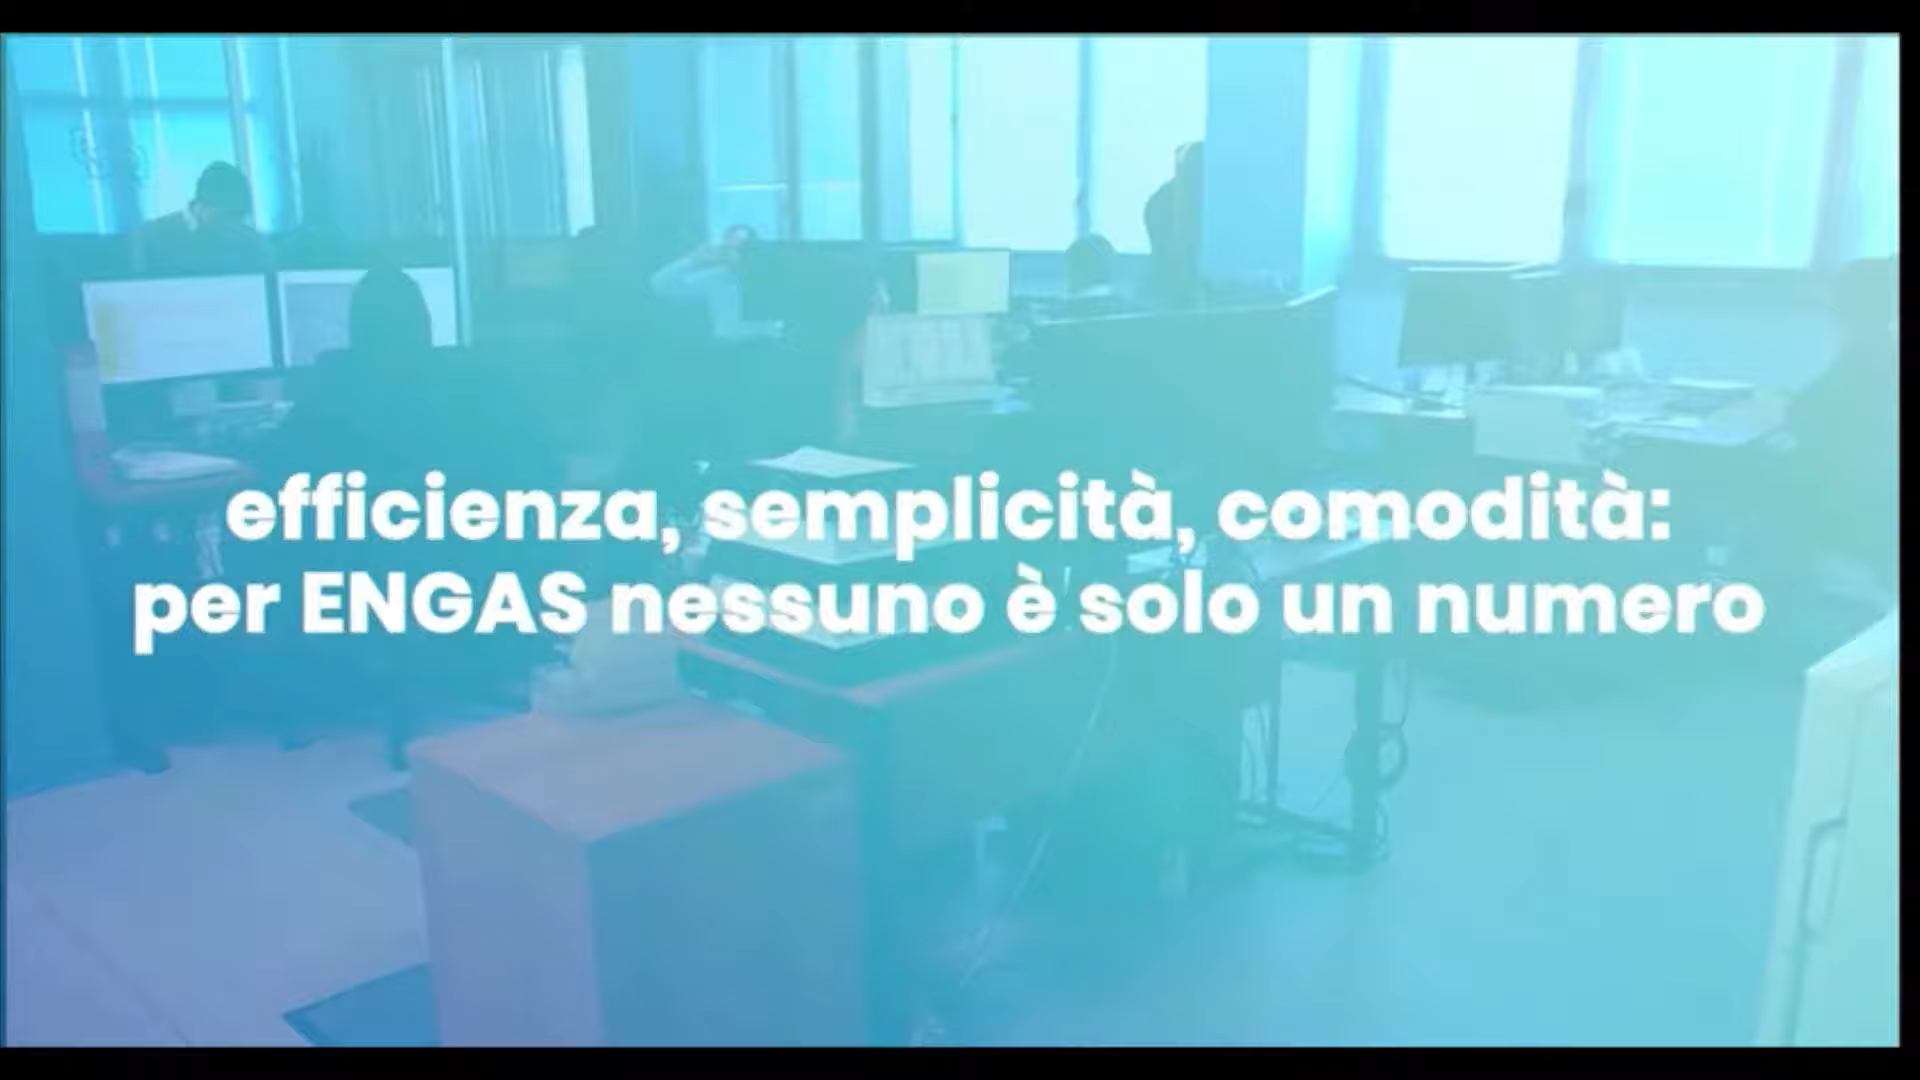 efficienza, semplicità, comodità:
per ENGAS nessuno è solo un numero